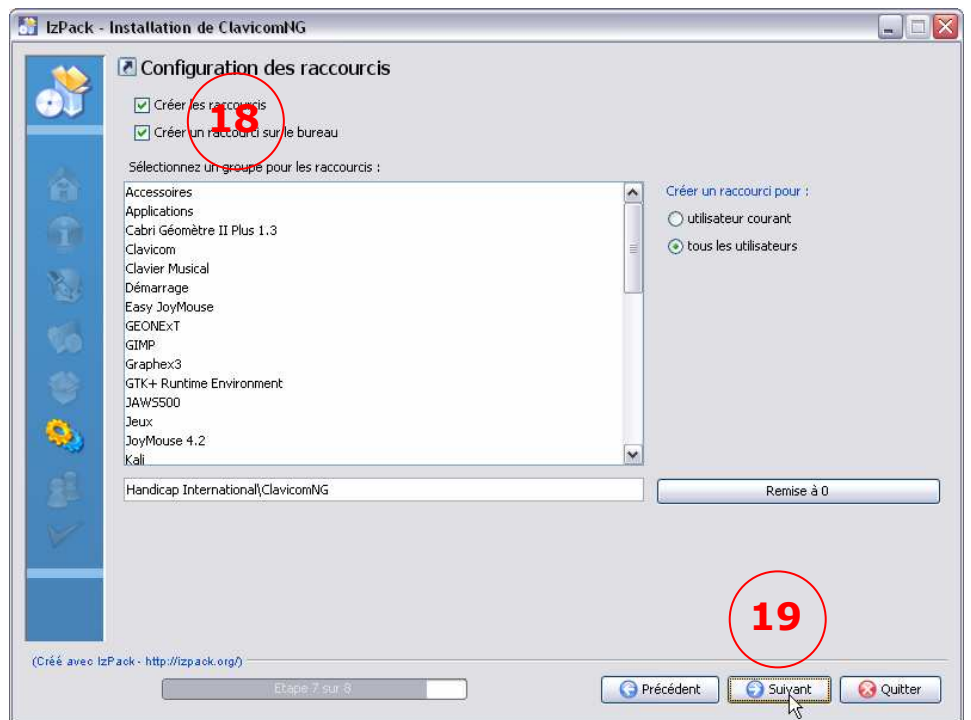 IzPack - Installation de ClavicomNG
Configuration des raccourcis
Créer les raccourcis
18
Créer un raccourci sur le bureau
Sélectionnez un groupe pour les raccourcis :
Accessoires
Applications
Cabri Géomètre II Plus 1.3
Clavicom
Clavier Musical
Démarrage
Easy JoyMouse
GEONExT
GIMP
Graphex3
GTK+ Runtime Environment
JAWS500
Jeux
JoyMouse 4.2
Kali
Créer un raccourci pour :
utilisateur courant
tous les utilisateurs
Handicap International\ClavicomNG
Remise à 0
19
(Créé avec IzPack - http://izpack.org/)
Etape 7 sur 8
Précédent
Suivant
Quitter